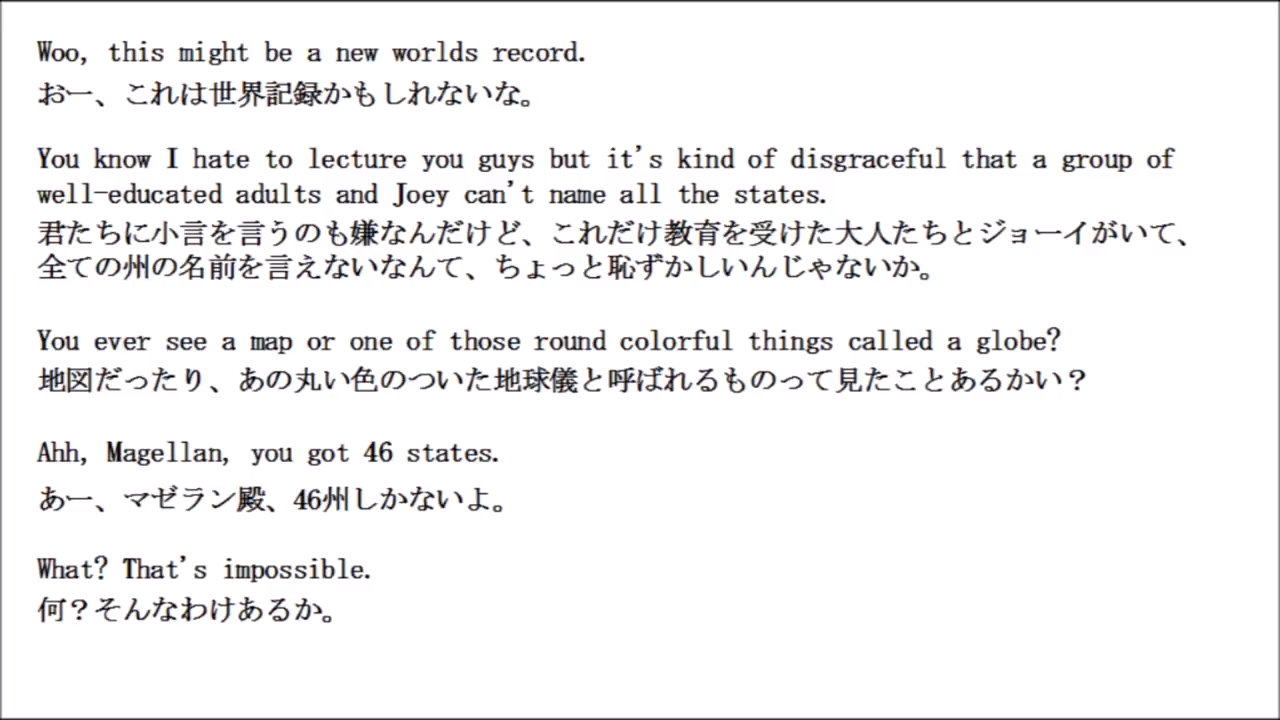 Woo, this might be a new worlds record.
おー、これは世界記録かもしれないな。
You know I hate to lecture you guys but it's kind of disgraceful that a group of
well-educated adults and Joey can't name all the states.
君たちに小言を言うのも嫌なんだけど、これだけ教育を受けた大人たちとジョーイがいて、
全ての州の名前を言えないなんて、ちょっと恥ずかしいんじゃないか。
You ever see a map or one of those round colorful things called a globe?
地図だったり、あの丸い色のついた地球儀と呼ばれるものって見たことあるかい？
Ahh, Magellan, you got 46 states.
あー、マゼラン殿、46州しかないよ。
What? That's impossible.
何？そんなわけあるか。